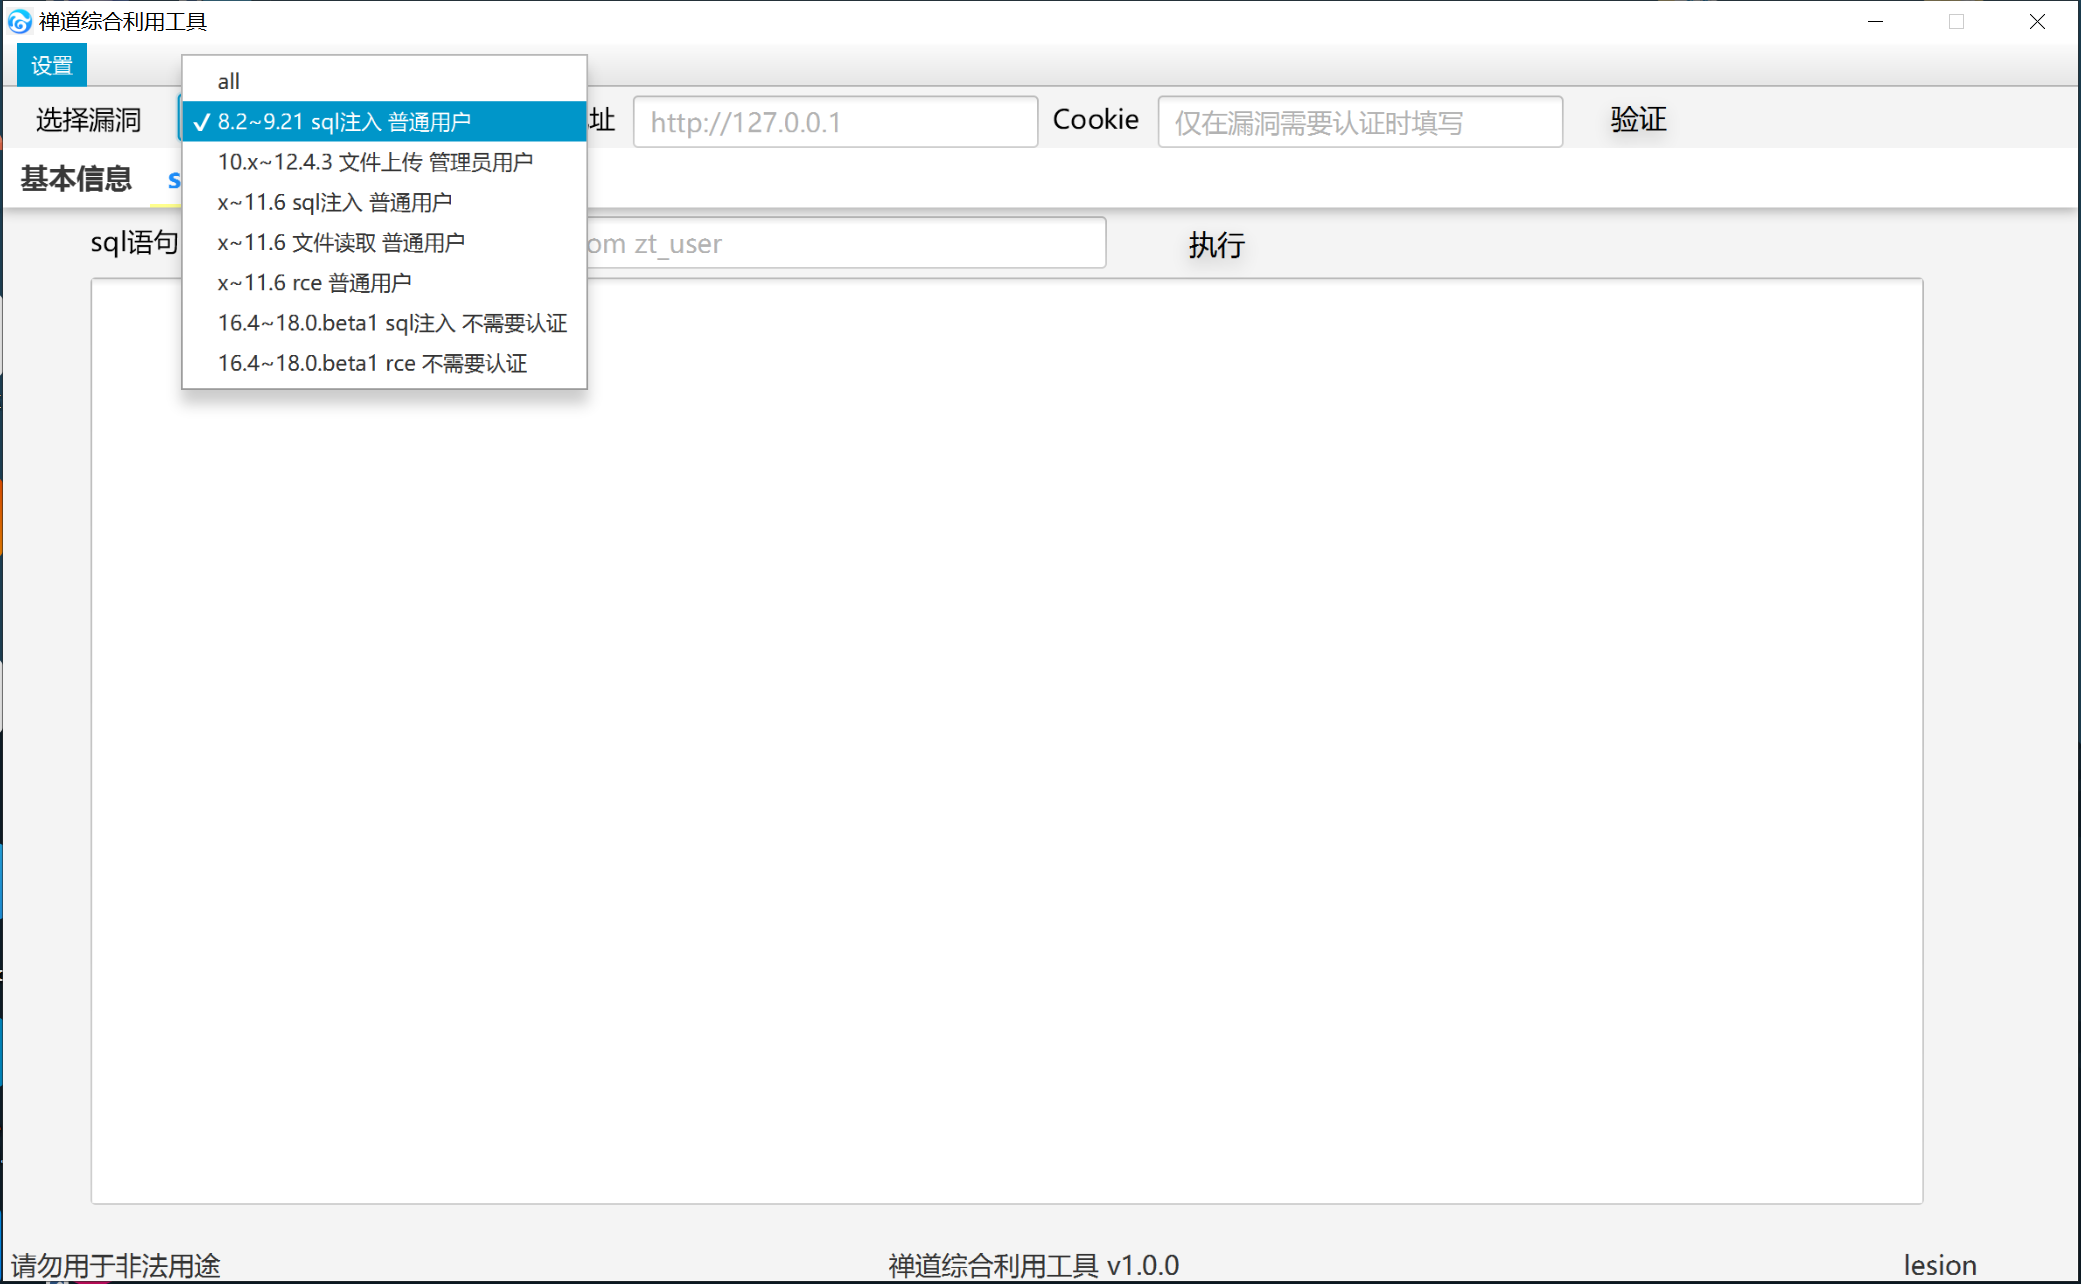 禅道综合利用工具
设置
选择漏洞
all
8.2~9.21 sql注入 普通用户
10.x~12.4.3 文件上传 管理员用户
x~11.6 sql注入 普通用户
x~11.6 文件读取 普通用户
x~11.6 rce 普通用户
16.4~18.0.beta1 sql注入 不需要认证
16.4~18.0.beta1 rce 不需要认证
址 http://127.0.0.1 Cookie 仅在漏洞需要认证时填写 验证
基本信息 s
sql语句 om zt_user 执行
请勿用于非法用途 禅道综合利用工具 v1.0.0 lesion